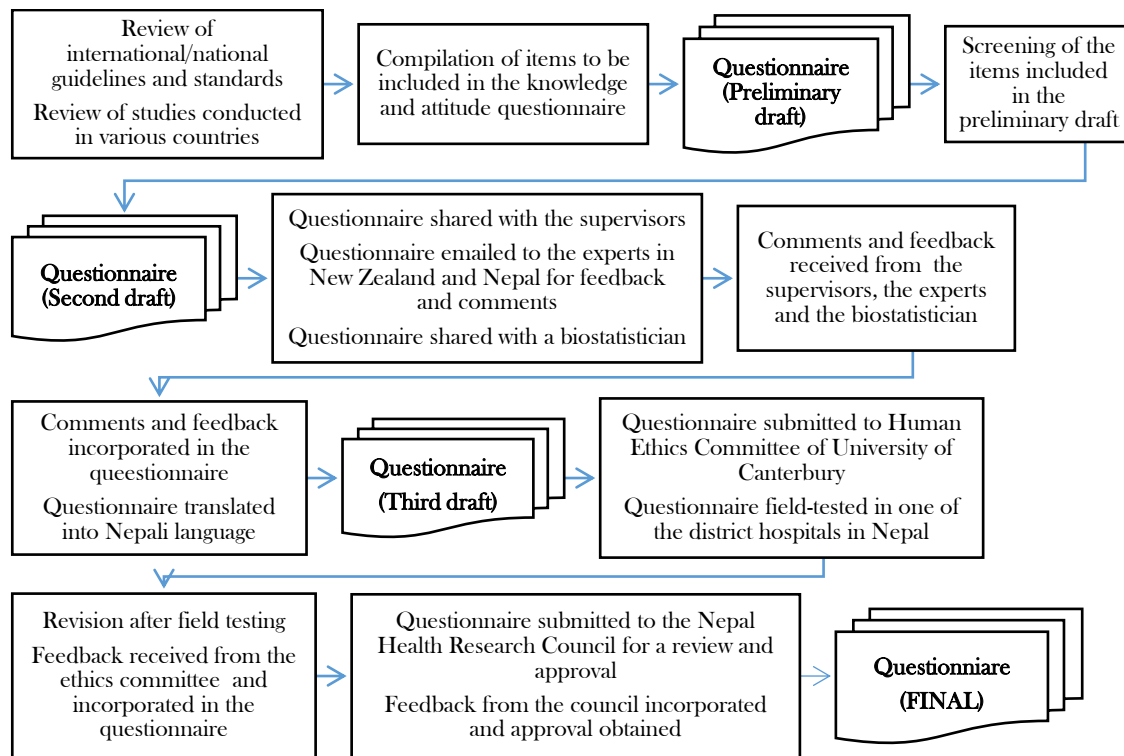 Review of
international/national
guidelines and standards
Review of studies conducted
in various countries
Compilation of items to be
included in the knowledge
and attitude questionnaire
Questionnaire
(Preliminary
draft)
Screening of the
items included
in the
preliminary draft
Questionnaire
(Second draft)
Questionnaire shared with the supervisors
Questionnaire emailed to the experts in
New Zealand and Nepal for feedback
and comments
Questionnaire shared with a biostatistician
Comments and feedback
received from the
supervisors, the experts
and the biostatistician
Comments and feedback
incorporated in the
queestionnaire
Questionnaire translated
into Nepali language
Questionnaire
(Third draft)
Questionnaire submitted to Human
Ethics Committee of University of
Canterbury
Questionnaire field-tested in one of
the district hospitals in Nepal
Revision after field testing
Feedback received from the
ethics committee and
incorporated in the
questionnaire
Questionnaire submitted to the Nepal
Health Research Council for a review and
approval
Feedback from the council incorporated
and approval obtained
Questionniare
(FINAL)